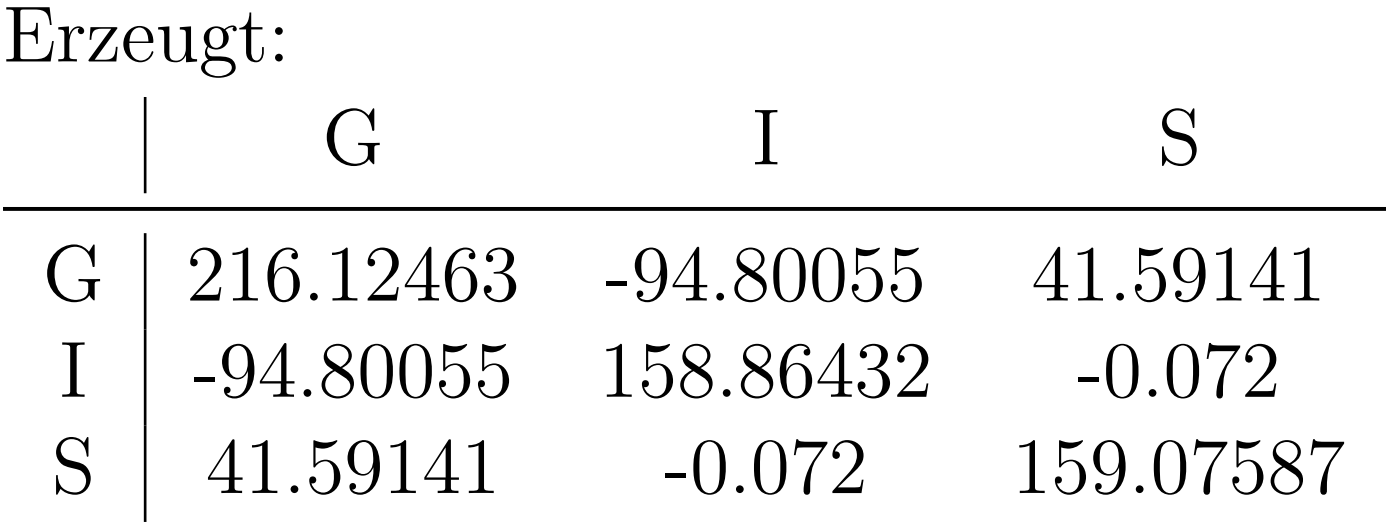 Erzeugt:
G I S
G 216.12463 -94.80055 41.59141
I -94.80055 158.86432 -0.072
S 41.59141 -0.072 159.07587